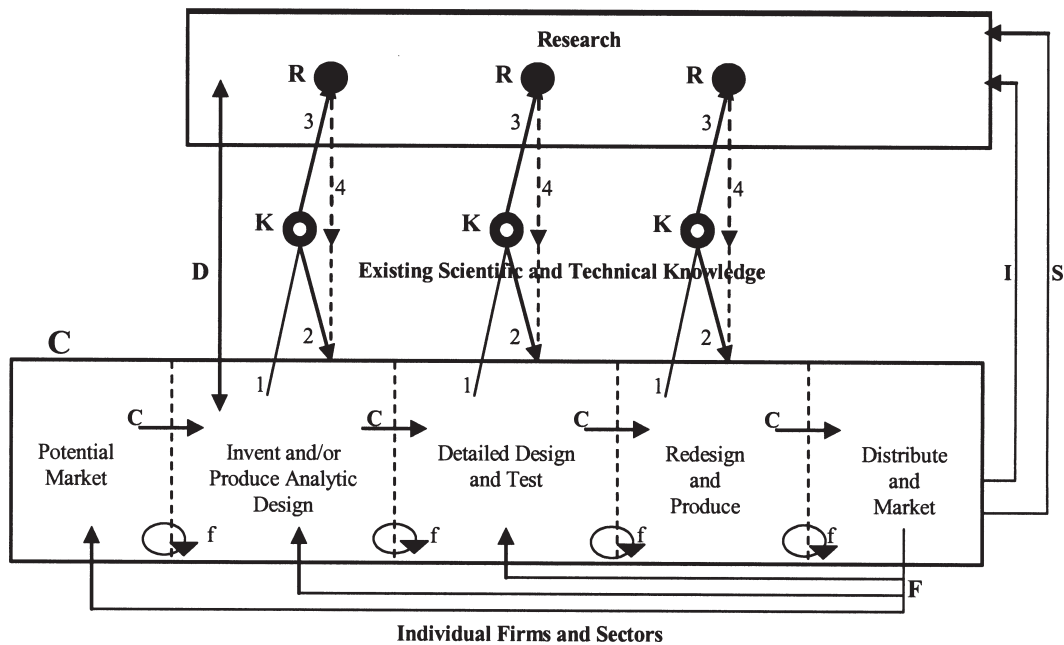 Research
R
R
R
3
3
3
4
4
4
K
K
K
D
Existing Scientific and Technical Knowledge
I
S
2
2
2
C
1
1
1
C
C
C
C
Potential
Market
Invent and/or
Produce Analytic
Design
Detailed Design
and Test
Redesign
and
Produce
Distribute
and
Market
f
f
f
f
F
Individual Firms and Sectors